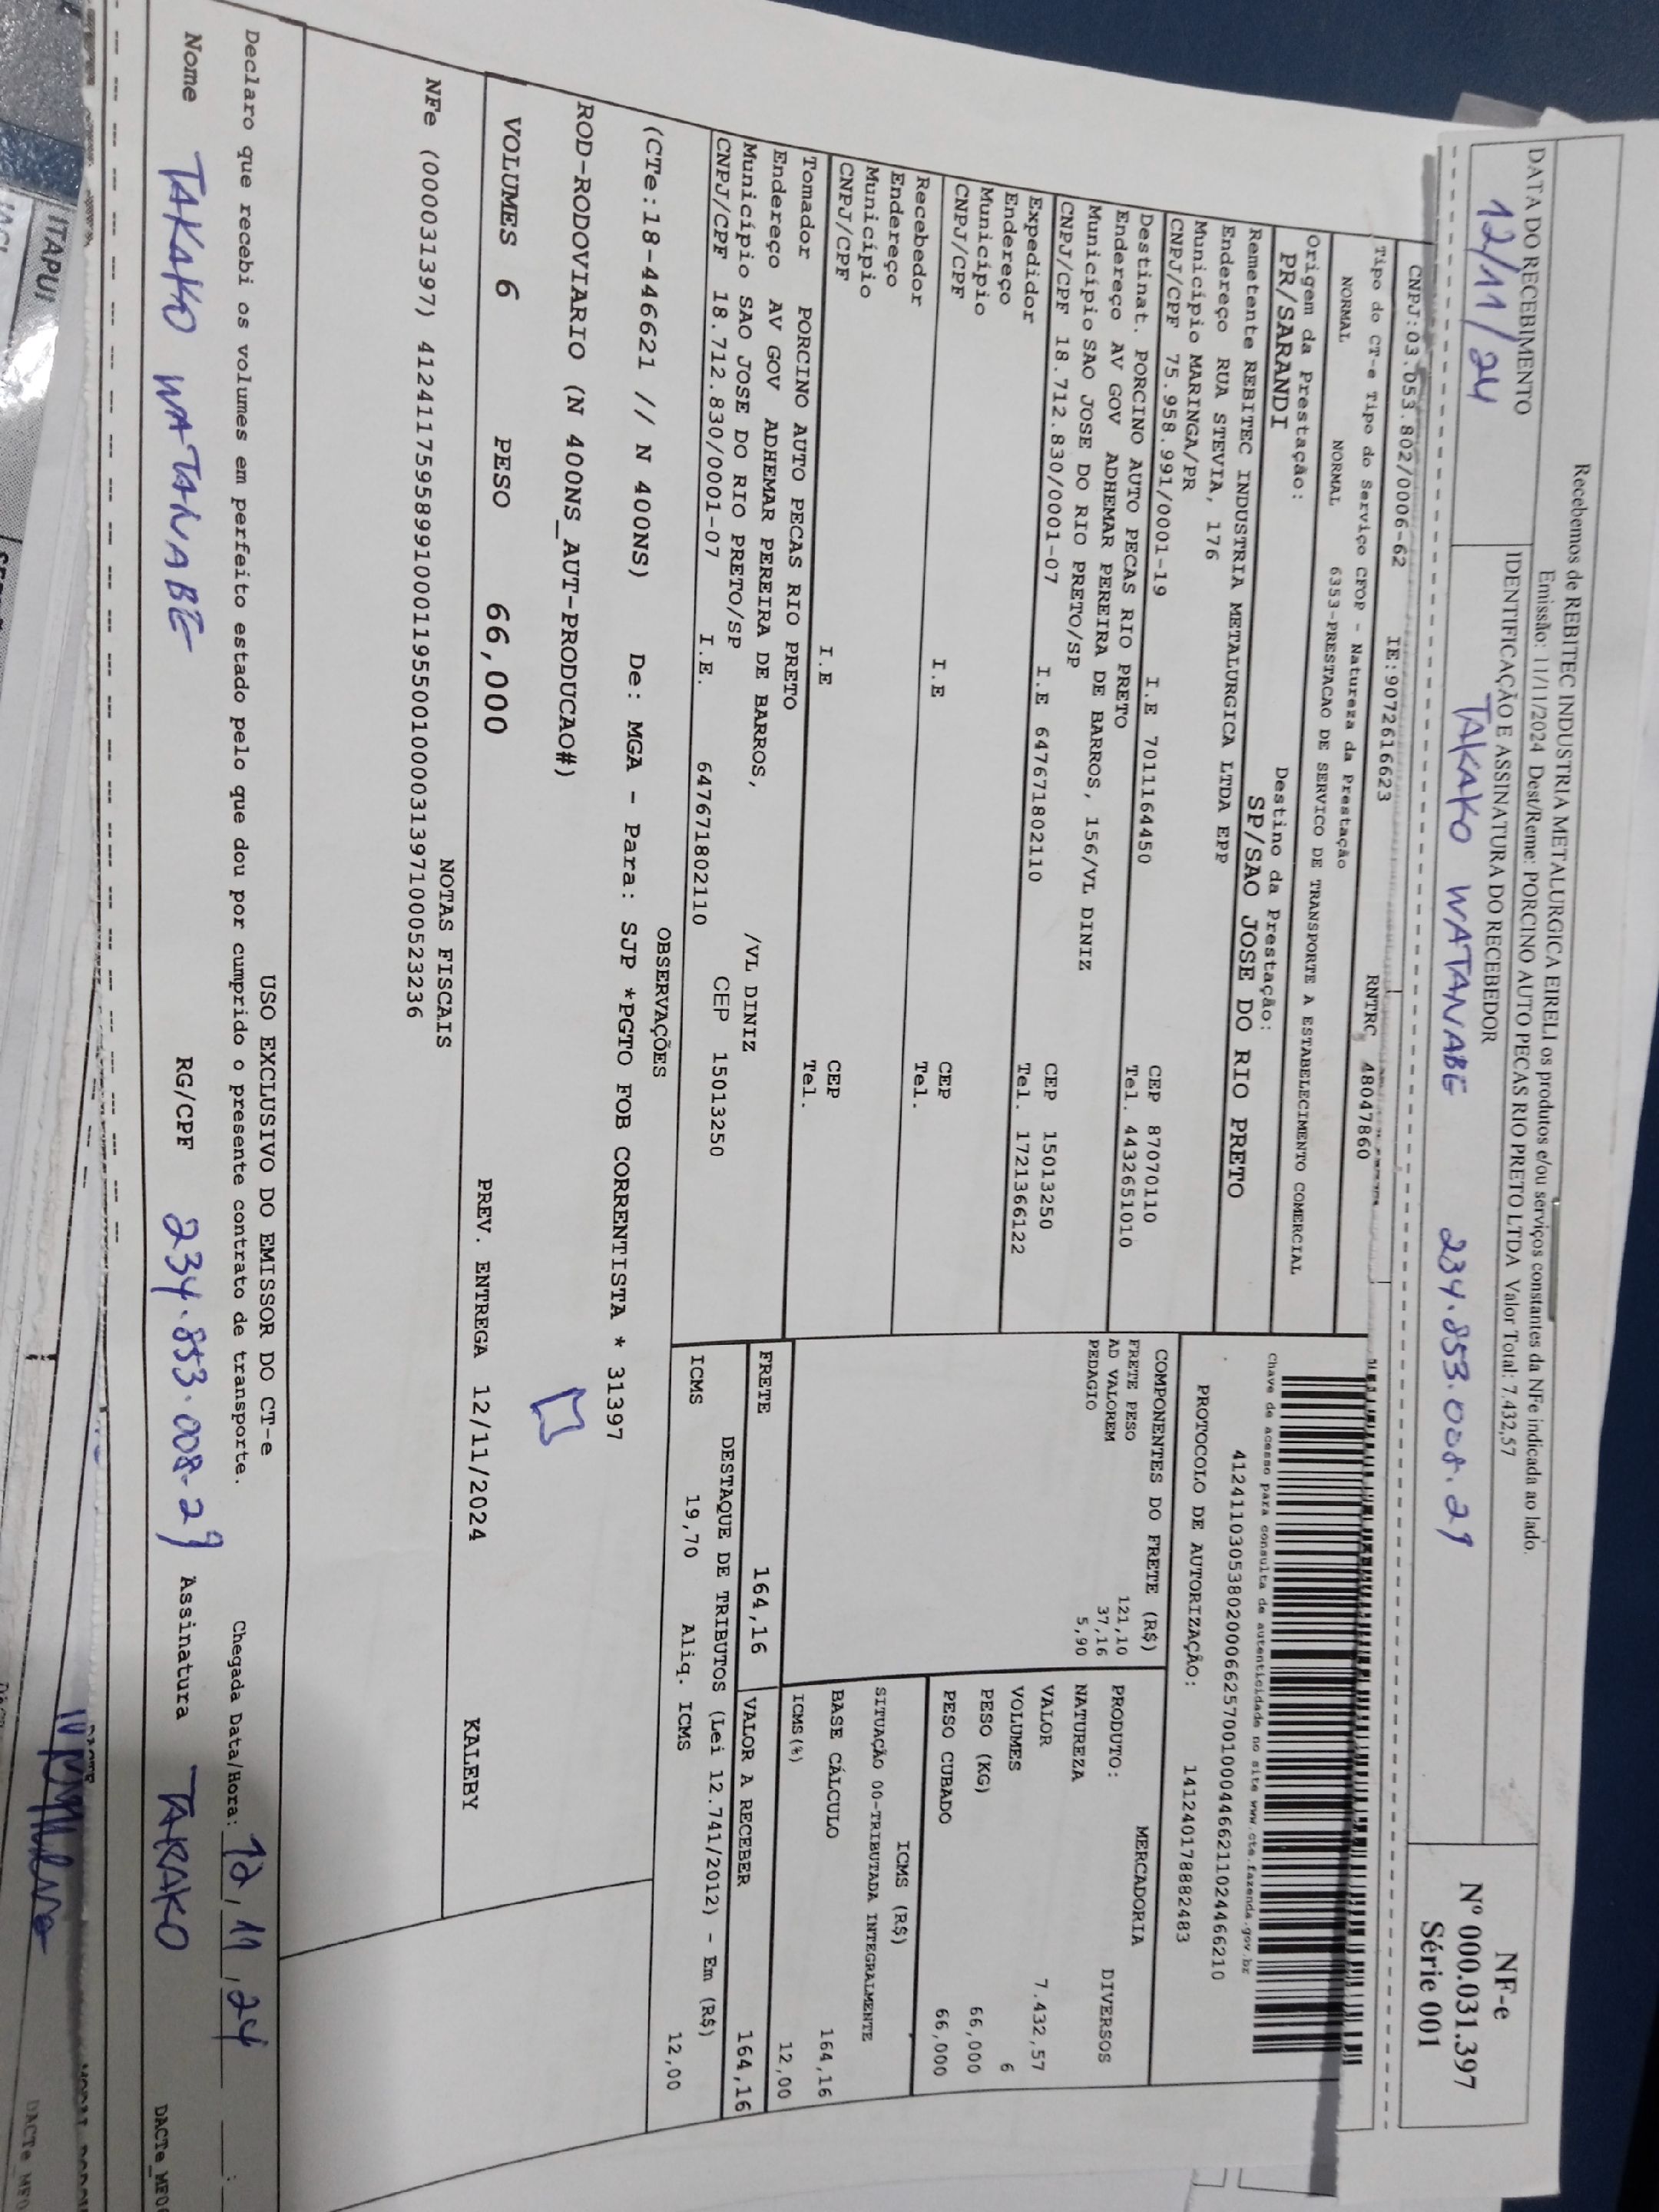 Recebemos de REBITEC INDUSTRIA METALURGICA EIRELI os produtos e/ou serviços constantes da NFe indicada ao lado.
Emissão: 11/11/2024 Dest/Reme: PORCINO AUTO PECAS RIO PRETO LTDA Valor Total: 7.432,57
DATA DO RECEBIMENTO
12/11/24
IDENTIFICAÇÃO E ASSINATURA DO RECEBEDOR
TAKAKO WATANABE 234.853.008.29
NF-e
Nº 000.031.397
Série 001
CNPJ:03.053.802/0006-62 IE:9072616623 RNTRC 48047860
Tipo do CT-e Tipo do Serviço CFOP - Natureza da Prestação
NORMAL NORMAL 6353-PRESTACAO DE SERVICO DE TRANSPORTE A ESTABELECIMENTO COMERCIAL
Origem da Prestação: Destino da Prestação:
PR/SARANDI SP/SAO JOSE DO RIO PRETO
Chave de acesso para consulta de autenticidade no site www.cte.fazenda.gov.br
41241103053802000662570010004466211024466210
PROTOCOLO DE AUTORIZAÇÃO: 141240178882483
Remetente REBITEC INDUSTRIA METALURGICA LTDA EPP
Endereço RUA STEVIA, 176
Município MARINGA/PR CEP 87070110
CNPJ/CPF 75.958.991/0001-19 I.E 7011164450 Tel. 4432651010
Destinat. PORCINO AUTO PECAS RIO PRETO
Endereço AV GOV ADHEMAR PEREIRA DE BARROS, 156/VL DINIZ
Município SAO JOSE DO RIO PRETO/SP CEP 15013250
CNPJ/CPF 18.712.830/0001-07 I.E 647671802110 Tel. 1721366122
Expedidor
Endereço
Município CEP
CNPJ/CPF I.E Tel.
Recebedor
Endereço
Município CEP
CNPJ/CPF I.E Tel.
Tomador PORCINO AUTO PECAS RIO PRETO
Endereço AV GOV ADHEMAR PEREIRA DE BARROS, /VL DINIZ
Município SAO JOSE DO RIO PRETO/SP CEP 15013250
CNPJ/CPF 18.712.830/0001-07 I.E. 647671802110
COMPONENTES DO FRETE (R$)
FRETE PESO 121,10
AD VALOREM 37,16
PEDAGIO 5,90
MERCADORIA
PRODUTO: DIVERSOS
NATUREZA
VALOR 7.432,57
VOLUMES 6
PESO (KG) 66,000
PESO CUBADO 66,000
ICMS (R$)
SITUAÇÃO 00-TRIBUTADA INTEGRALMENTE
BASE CÁLCULO 164,16
ICMS(%) 12,00
FRETE 164,16 VALOR A RECEBER 164,16
DESTAQUE DE TRIBUTOS (Lei 12.741/2012) - Em (R$)
ICMS 19,70 Aliq. ICMS 12,00
OBSERVAÇÕES
(CTe:18-446621 // N 400NS) De: MGA - Para: SJP *PGTO FOB CORRENTISTA * 31397
ROD-RODOVIARIO (N 400NS_AUT-PRODUCAO#)
VOLUMES 6 PESO 66,000 PREV. ENTREGA 12/11/2024 KALEBY
NOTAS FISCAIS
NFe (000031397) 41241175958991000119550010000313971000523236
USO EXCLUSIVO DO EMISSOR DO CT-e
Declaro que recebi os volumes em perfeito estado pelo que dou por cumprido o presente contrato de transporte.
Chegada Data/Hora: 12, 11, 24 __:
Nome TAKAKO WATANABE RG/CPF 234.853.008-29 Assinatura TAKAKO
ITAPUI